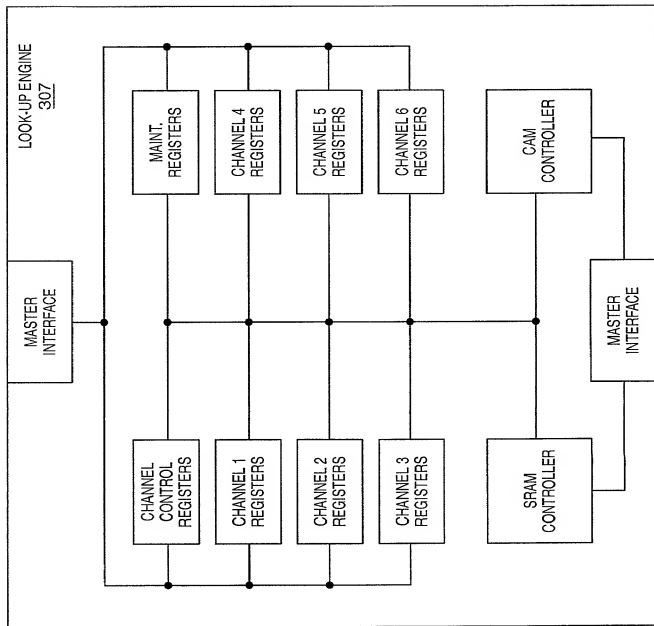 LOOK-UP ENGINE
307
MASTER
INTERFACE
CHANNEL
CONTROL
REGISTERS
MAINT.
REGISTERS
CHANNEL 1
REGISTERS
CHANNEL 4
REGISTERS
CHANNEL 2
REGISTERS
CHANNEL 5
REGISTERS
CHANNEL 3
REGISTERS
CHANNEL 6
REGISTERS
SRAM
CONTROLLER
CAM
CONTROLLER
MASTER
INTERFACE